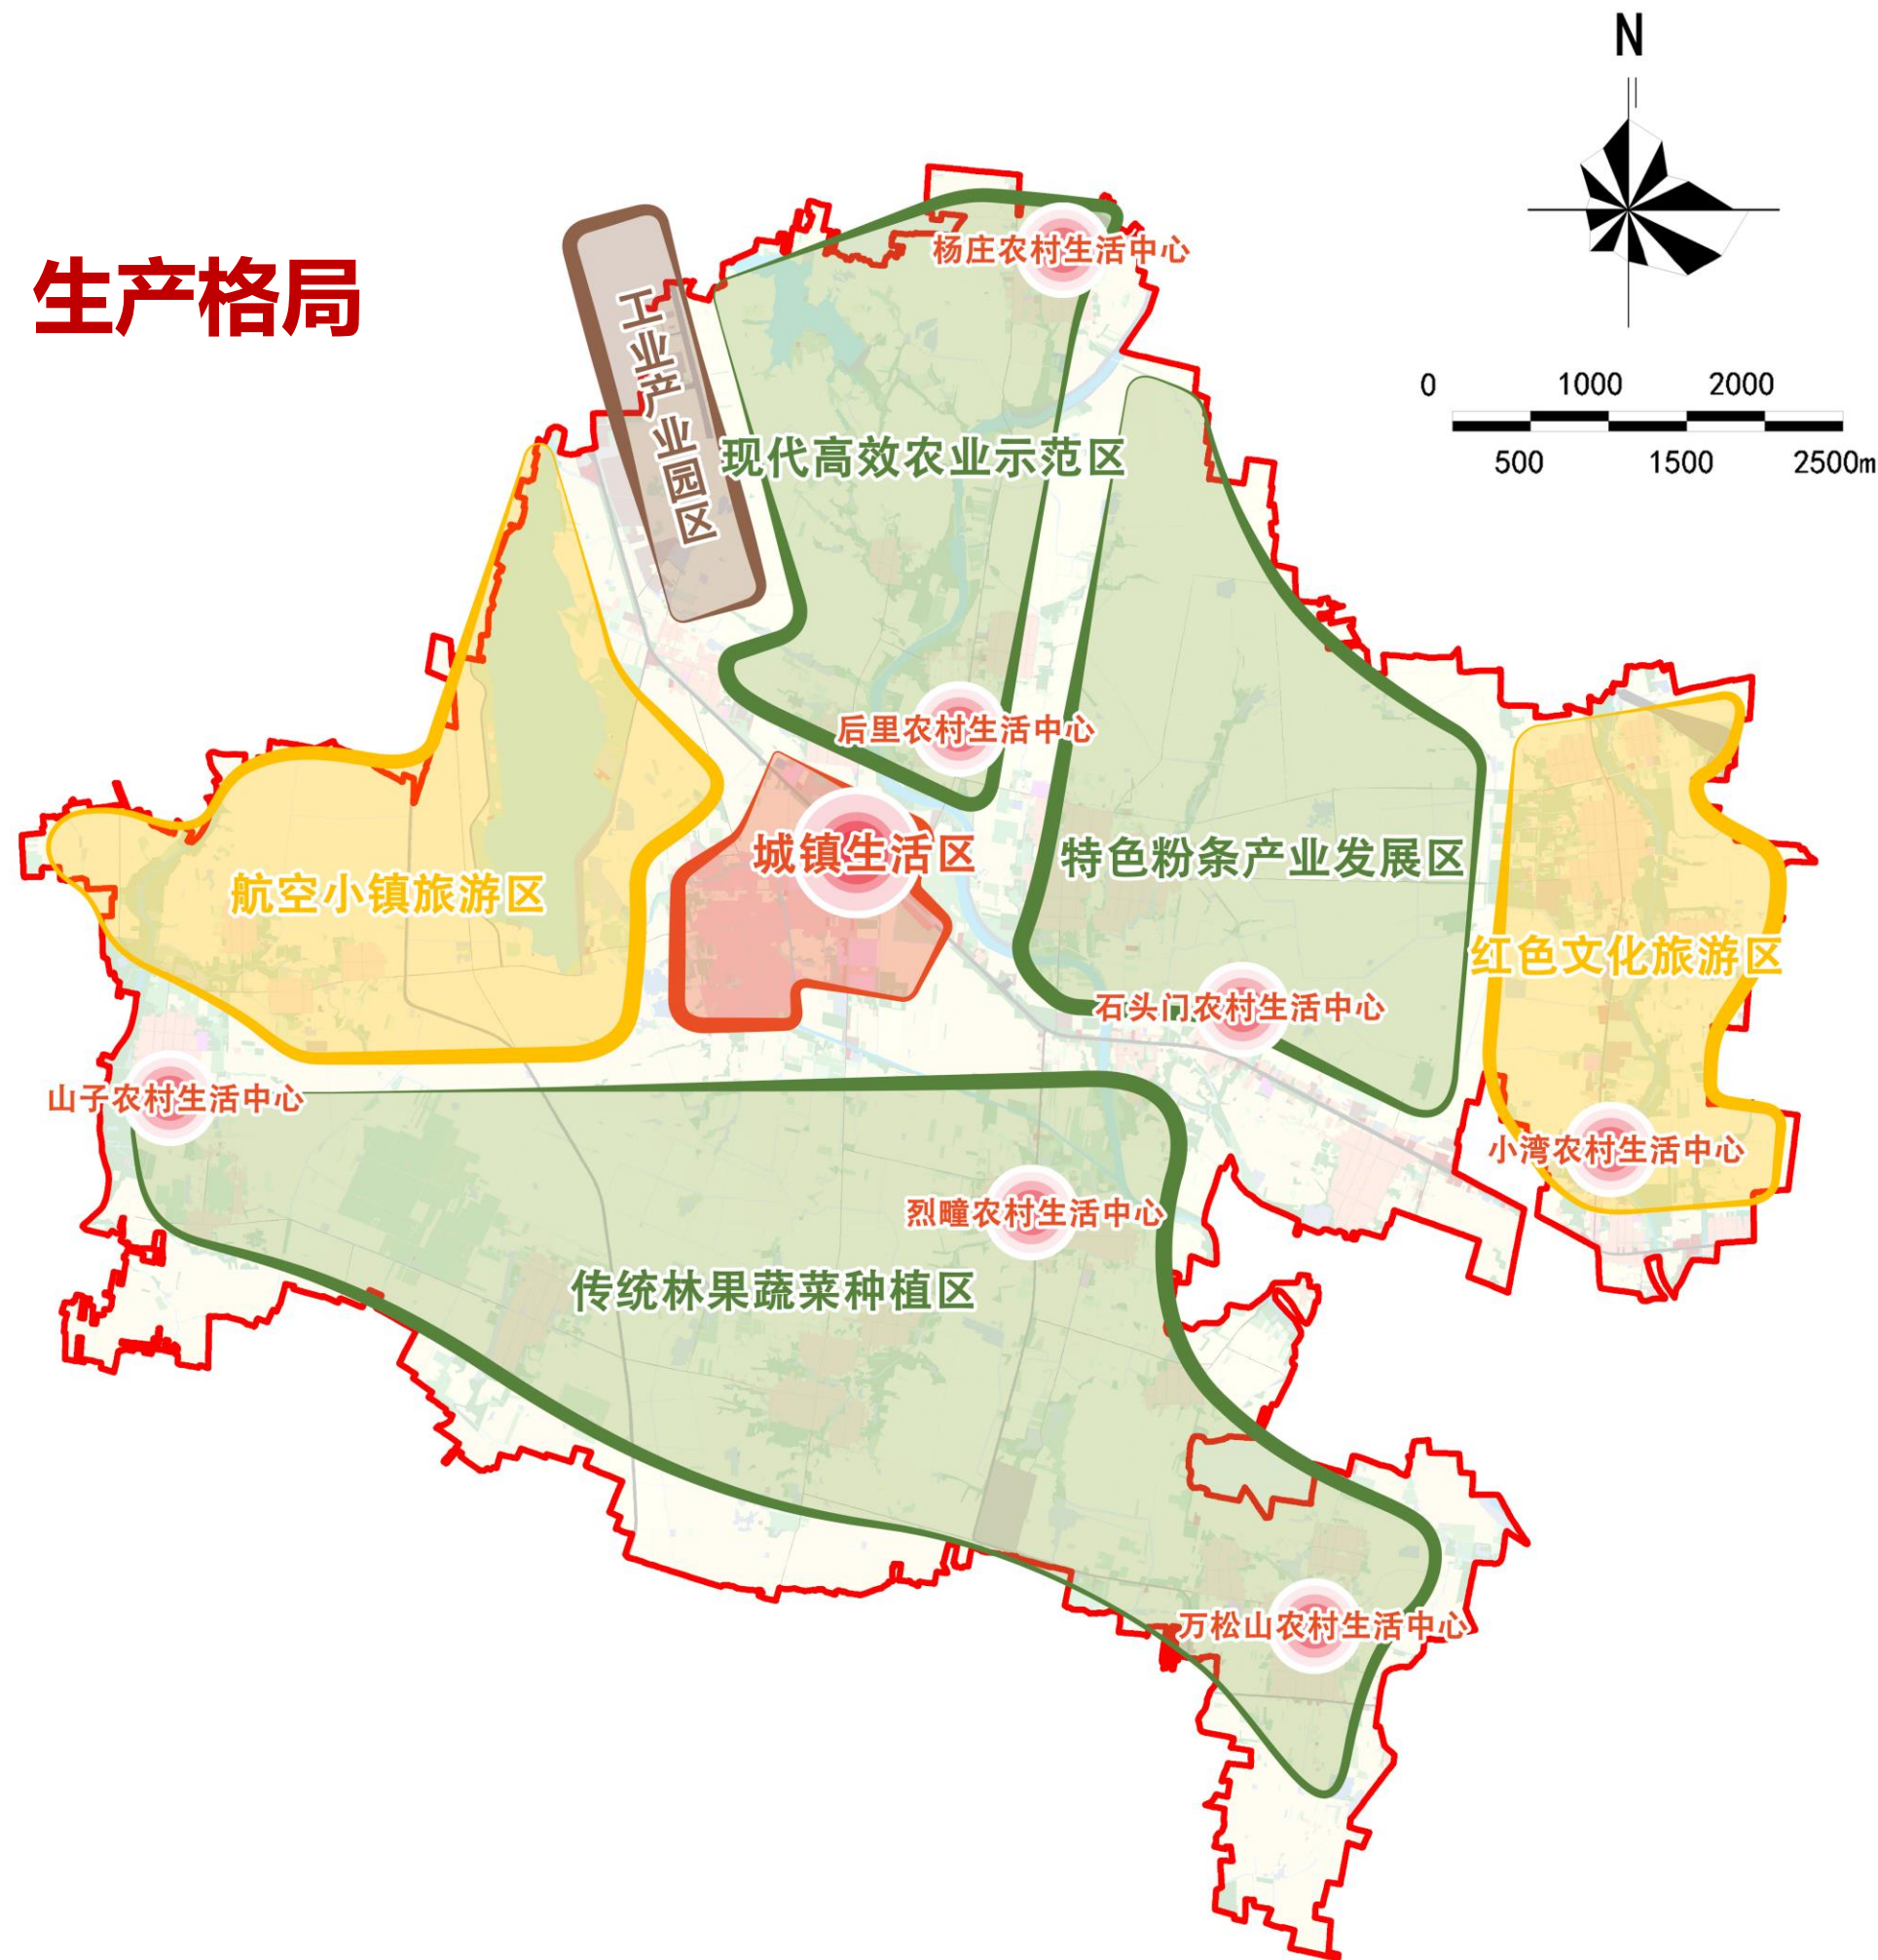 N
生产格局
0 1000 2000
500 1500 2500m
杨庄农村生活中心
工业产业园区
现代高效农业示范区
后里农村生活中心
城镇生活区
特色粉条产业发展区
航空小镇旅游区
红色文化旅游区
石头门农村生活中心
山子农村生活中心
小湾农村生活中心
烈疃农村生活中心
传统林果蔬菜种植区
万松山农村生活中心